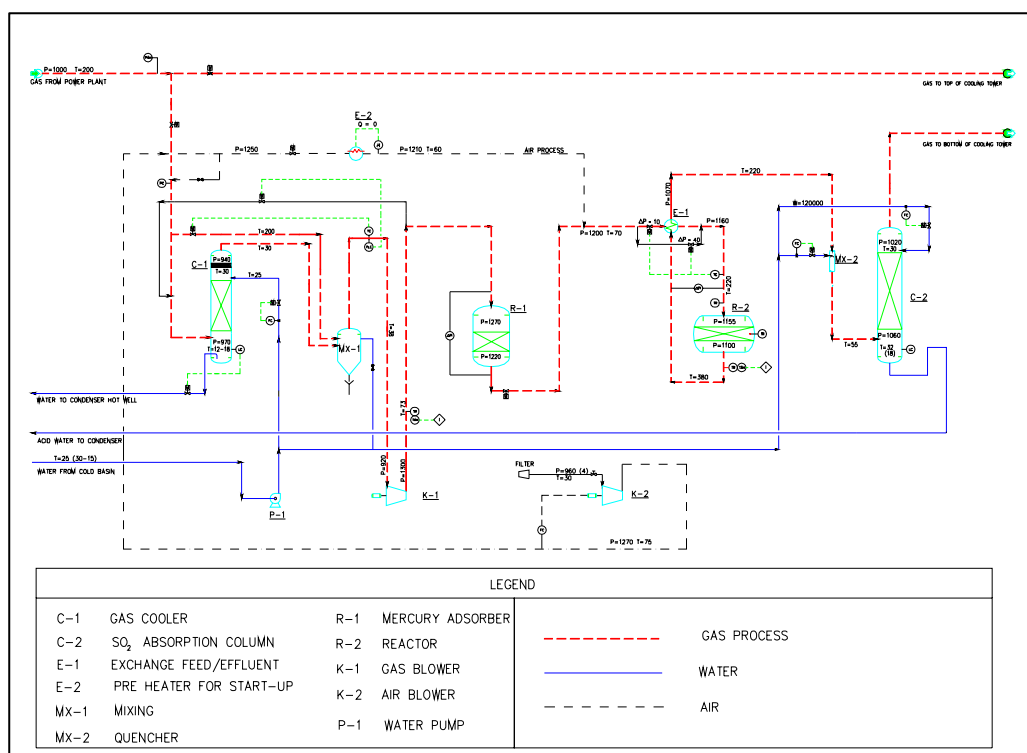 P=1000 T=200
GAS FROM POWER PLANT
GAS TO TOP OF COOLING TOWER
E-2
Q = 0
GAS TO BOTTOM OF COOLING TOWER
P=1250
P=1210 T=60
AIR PROCESS
T=220
P=1070
W=120000
ΔP = 10
E-1
P=1160
P=1200 T=70
ΔP = 40
T=200
T=30
P=940
T=30
C-1
T=25
P=1020
T=30
MX-2
T=220
C-2
R-1
R-2
P=1270
P=1155
P=1220
P=1100
P=970
T=12-18
MX-1
P=1060
T=32
(18)
T=55
T=380
WATER TO CONDENSER HOT WELL
T=73
ACID WATER TO CONDENSER
T=25 (30-15)
WATER FROM COLD BASIN
P=920
P=1300
FILTER
P=960 (4)
T=30
K-1
K-2
P-1
P=1270 T=75
LEGEND
C-1 GAS COOLER
C-2 SO2 ABSORPTION COLUMN
E-1 EXCHANGE FEED/EFFLUENT
E-2 PRE HEATER FOR START-UP
MX-1 MIXING
MX-2 QUENCHER
R-1 MERCURY ADSORBER
R-2 REACTOR
K-1 GAS BLOWER
K-2 AIR BLOWER
P-1 WATER PUMP
GAS PROCESS
WATER
AIR